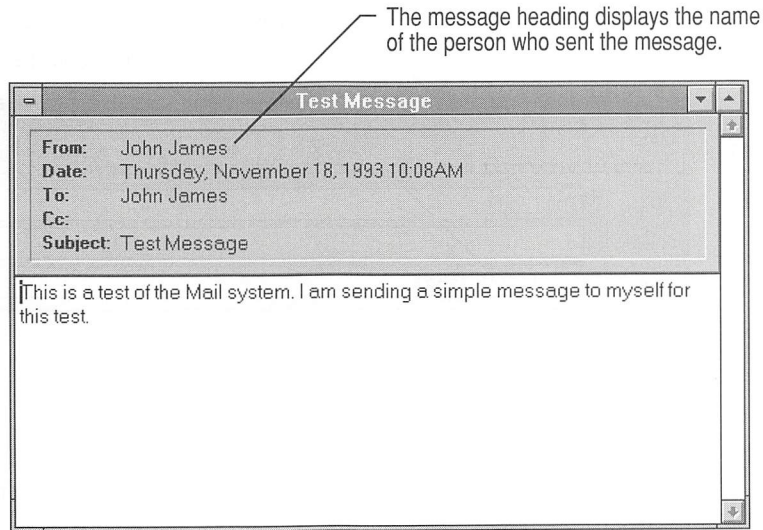 The message heading displays the name
of the person who sent the message.
Test Message
From: John James
Date: Thursday, November 18, 1993 10:08AM
To: John James
Cc:
Subject: Test Message
This is a test of the Mail system. I am sending a simple message to myself for
this test.